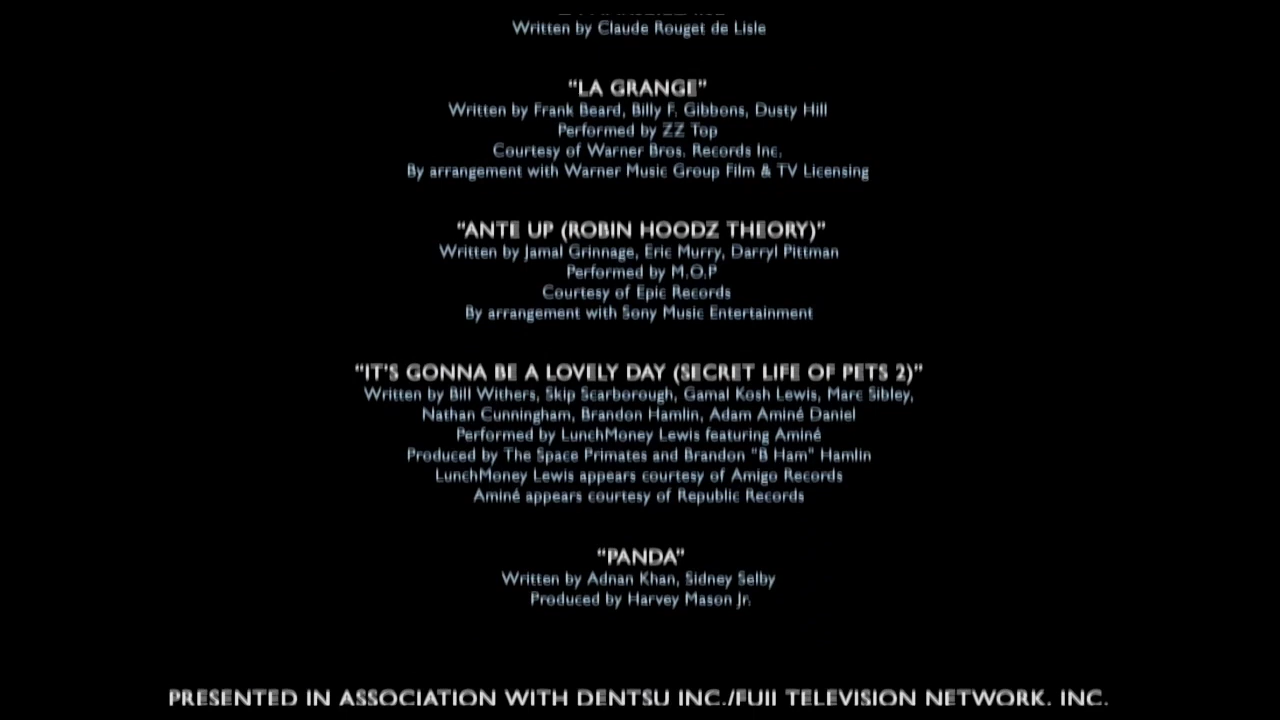 Written by Claude Rouget de Lisle
"LA GRANGE"
Written by Frank Beard, Billy F. Gibbons, Dusty Hill
Performed by ZZ Top
Courtesy of Warner Bros. Records Inc.
By arrangement with Warner Music Group Film & TV Licensing
"ANTE UP (ROBIN HOODZ THEORY)"
Written by Jamal Grinnage, Eric Murry, Darryl Pittman
Performed by M.O.P
Courtesy of Epic Records
By arrangement with Sony Music Entertainment
"IT'S GONNA BE A LOVELY DAY (SECRET LIFE OF PETS 2)"
Written by Bill Withers, Skip Scarborough, Gamal Kosh Lewis, Marc Sibley,
Nathan Cunningham, Brandon Hamlin, Adam Aminé Daniel
Performed by LunchMoney Lewis featuring Aminé
Produced by The Space Primates and Brandon "B Ham" Hamlin
LunchMoney Lewis appears courtesy of Amigo Records
Aminé appears courtesy of Republic Records
"PANDA"
Written by Adnan Khan, Sidney Selby
Produced by Harvey Mason Jr.
PRESENTED IN ASSOCIATION WITH DENTSU INC./FUJI TELEVISION NETWORK, INC.